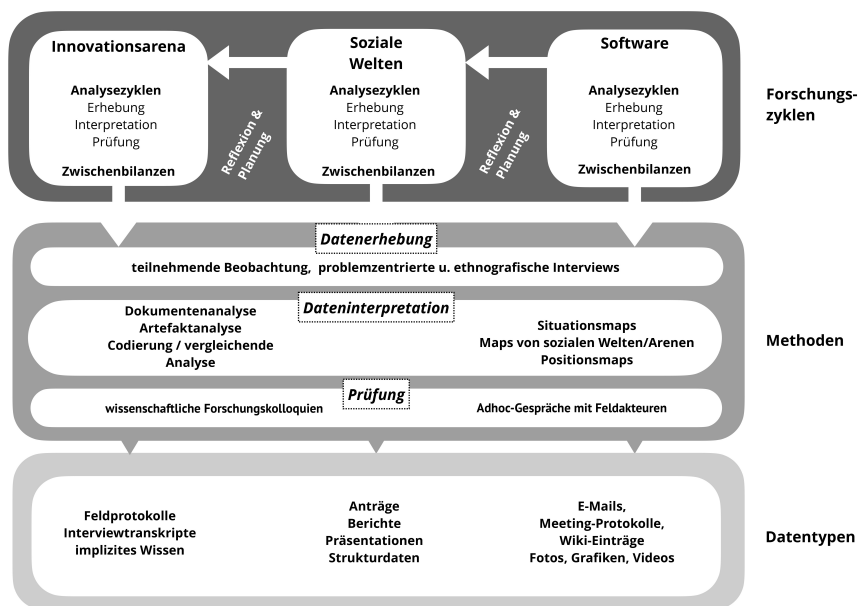 Innovationsarena
Analysezyklen
Erhebung
Interpretation
Prüfung
Zwischenbilanzen
Reflexion &
Planung
Soziale
Welten
Analysezyklen
Erhebung
Interpretation
Prüfung
Zwischenbilanzen
Reflexion &
Planung
Software
Analysezyklen
Erhebung
Interpretation
Prüfung
Zwischenbilanzen
Forschungs-
zyklen
Datenerhebung
teilnehmende Beobachtung, problemzentrierte u. ethnografische Interviews
Dateninterpretation
Dokumentenanalyse
Artefaktanalyse
Codierung / vergleichende
Analyse
Situationsmaps
Maps von sozialen Welten/Arenen
Positionsmaps
Methoden
Prüfung
wissenschaftliche Forschungskolloquien
Adhoc-Gespräche mit Feldakteuren
Feldprotokolle
Interviewtranskripte
implizites Wissen
Anträge
Berichte
Präsentationen
Strukturdaten
E-Mails,
Meeting-Protokolle,
Wiki-Einträge
Fotos, Grafiken, Videos
Datentypen